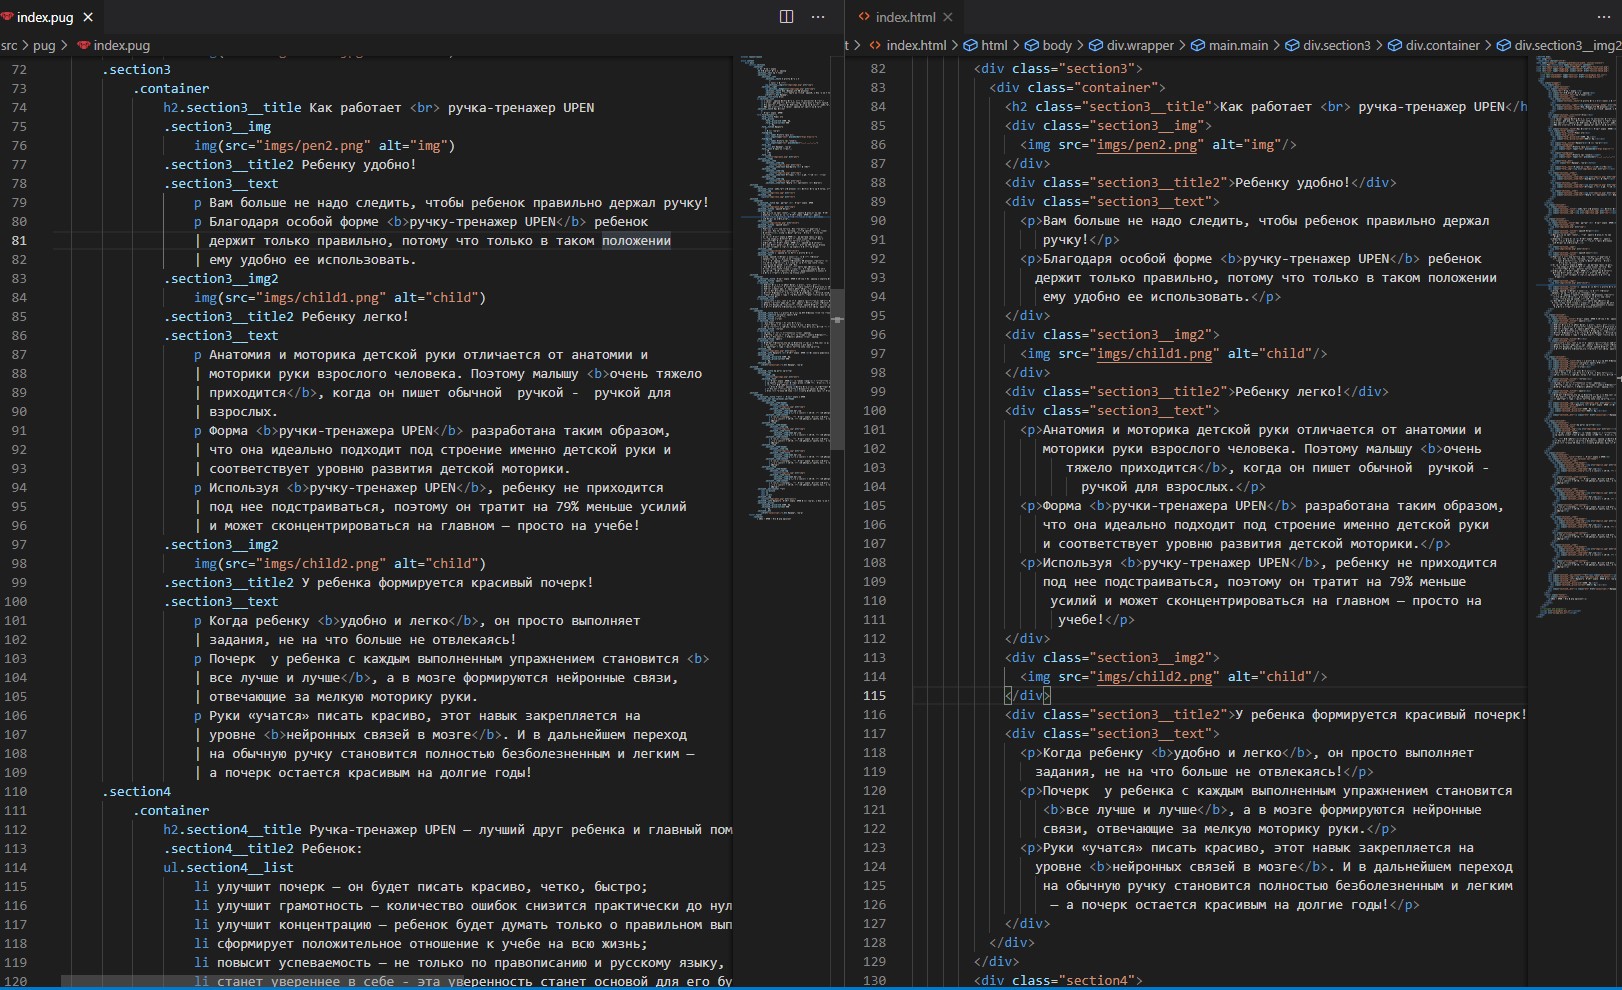 index.pug
src > pug > index.pug
72 .section3
73 .container
74 h2.section3__title Как работает <br> ручка-тренажер UPEN
75 .section3__img
76 img(src="imgs/pen2.png" alt="img")
77 .section3__title2 Ребенку удобно!
78 .section3__text
79 p Вам больше не надо следить, чтобы ребенок правильно держал ручку!
80 p Благодаря особой форме <b>ручку-тренажер UPEN</b> ребенок
81 | держит только правильно, потому что только в таком положении
82 | ему удобно ее использовать.
83 .section3__img2
84 img(src="imgs/child1.png" alt="child")
85 .section3__title2 Ребенку легко!
86 .section3__text
87 p Анатомия и моторика детской руки отличается от анатомии и
88 | моторики руки взрослого человека. Поэтому малышу <b>очень тяжело
89 | приходится</b>, когда он пишет обычной  ручкой -  ручкой для
90 | взрослых.
91 p Форма <b>ручки-тренажера UPEN</b> разработана таким образом,
92 | что она идеально подходит под строение именно детской руки и
93 | соответствует уровню развития детской моторики.
94 p Используя <b>ручку-тренажер UPEN</b>, ребенку не приходится
95 | под нее подстраиваться, поэтому он тратит на 79% меньше усилий
96 | и может сконцентрироваться на главном – просто на учебе!
97 .section3__img2
98 img(src="imgs/child2.png" alt="child")
99 .section3__title2 У ребенка формируется красивый почерк!
100 .section3__text
101 p Когда ребенку <b>удобно и легко</b>, он просто выполняет
102 | задания, не на что больше не отвлекаясь!
103 p Почерк  у ребенка с каждым выполненным упражнением становится <b>
104 | все лучше и лучше</b>, а в мозге формируются нейронные связи,
105 | отвечающие за мелкую моторику руки.
106 p Руки «учатся» писать красиво, этот навык закрепляется на
107 | уровне <b>нейронных связей в мозге</b>. И в дальнейшем переход
108 | на обычную ручку становится полностью безболезненным и легким –
109 | а почерк остается красивым на долгие годы!
110 .section4
111 .container
112 h2.section4__title Ручка-тренажер UPEN – лучший друг ребенка и главный пом
113 .section4__title2 Ребенок:
114 ul.section4__list
115 li улучшит почерк – он будет писать красиво, четко, быстро;
116 li улучшит грамотность – количество ошибок снизится практически до нул
117 li улучшит концентрацию – ребенок будет думать только о правильном вып
118 li сформирует положительное отношение к учебе на всю жизнь;
119 li повысит успеваемость – не только по правописанию и русскому языку,
120 li станет увереннее в себе - эта уверенность станет основой для его бу
index.html
t > index.html > html > body > div.wrapper > main.main > div.section3 > div.container > div.section3__img2
82 <div class="section3">
83 <div class="container">
84 <h2 class="section3__title">Как работает <br> ручка-тренажер UPEN</h
85 <div class="section3__img">
86 <img src="imgs/pen2.png" alt="img"/>
87 </div>
88 <div class="section3__title2">Ребенку удобно!</div>
89 <div class="section3__text">
90 <p>Вам больше не надо следить, чтобы ребенок правильно держал
91 ручку!</p>
92 <p>Благодаря особой форме <b>ручку-тренажер UPEN</b> ребенок
93 держит только правильно, потому что только в таком положении
94 ему удобно ее использовать.</p>
95 </div>
96 <div class="section3__img2">
97 <img src="imgs/child1.png" alt="child"/>
98 </div>
99 <div class="section3__title2">Ребенку легко!</div>
100 <div class="section3__text">
101 <p>Анатомия и моторика детской руки отличается от анатомии и
102 моторики руки взрослого человека. Поэтому малышу <b>очень
103 тяжело приходится</b>, когда он пишет обычной  ручкой -
104 ручкой для взрослых.</p>
105 <p>Форма <b>ручки-тренажера UPEN</b> разработана таким образом,
106 что она идеально подходит под строение именно детской руки
107 и соответствует уровню развития детской моторики.</p>
108 <p>Используя <b>ручку-тренажер UPEN</b>, ребенку не приходится
109 под нее подстраиваться, поэтому он тратит на 79% меньше
110 усилий и может сконцентрироваться на главном – просто на
111 учебе!</p>
112 </div>
113 <div class="section3__img2">
114 <img src="imgs/child2.png" alt="child"/>
115 </div>
116 <div class="section3__title2">У ребенка формируется красивый почерк!
117 <div class="section3__text">
118 <p>Когда ребенку <b>удобно и легко</b>, он просто выполняет
119 задания, не на что больше не отвлекаясь!</p>
120 <p>Почерк  у ребенка с каждым выполненным упражнением становится
121 <b>все лучше и лучше</b>, а в мозге формируются нейронные
122 связи, отвечающие за мелкую моторику руки.</p>
123 <p>Руки «учатся» писать красиво, этот навык закрепляется на
124 уровне <b>нейронных связей в мозге</b>. И в дальнейшем переход
125 на обычную ручку становится полностью безболезненным и легким
126 – а почерк остается красивым на долгие годы!</p>
127 </div>
128 </div>
129 </div>
130 <div class="section4">